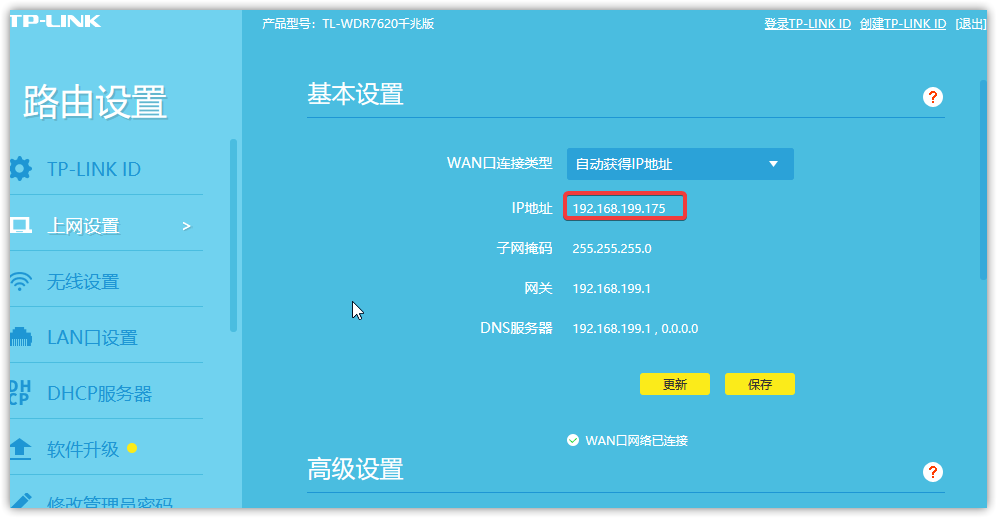 TP-LINK
产品型号：TL-WDR7620千兆版
登录TP-LINK ID 创建TP-LINK ID [退出]
路由设置
TP-LINK ID
上网设置 >
无线设置
LAN口设置
DHCP
DHCP服务器
软件升级
修改管理员密码
基本设置 ?
WAN口连接类型 自动获得IP地址
IP地址 192.168.199.175
子网掩码 255.255.255.0
网关 192.168.199.1
DNS服务器 192.168.199.1 , 0.0.0.0
更新 保存
WAN口网络已连接
高级设置 ?